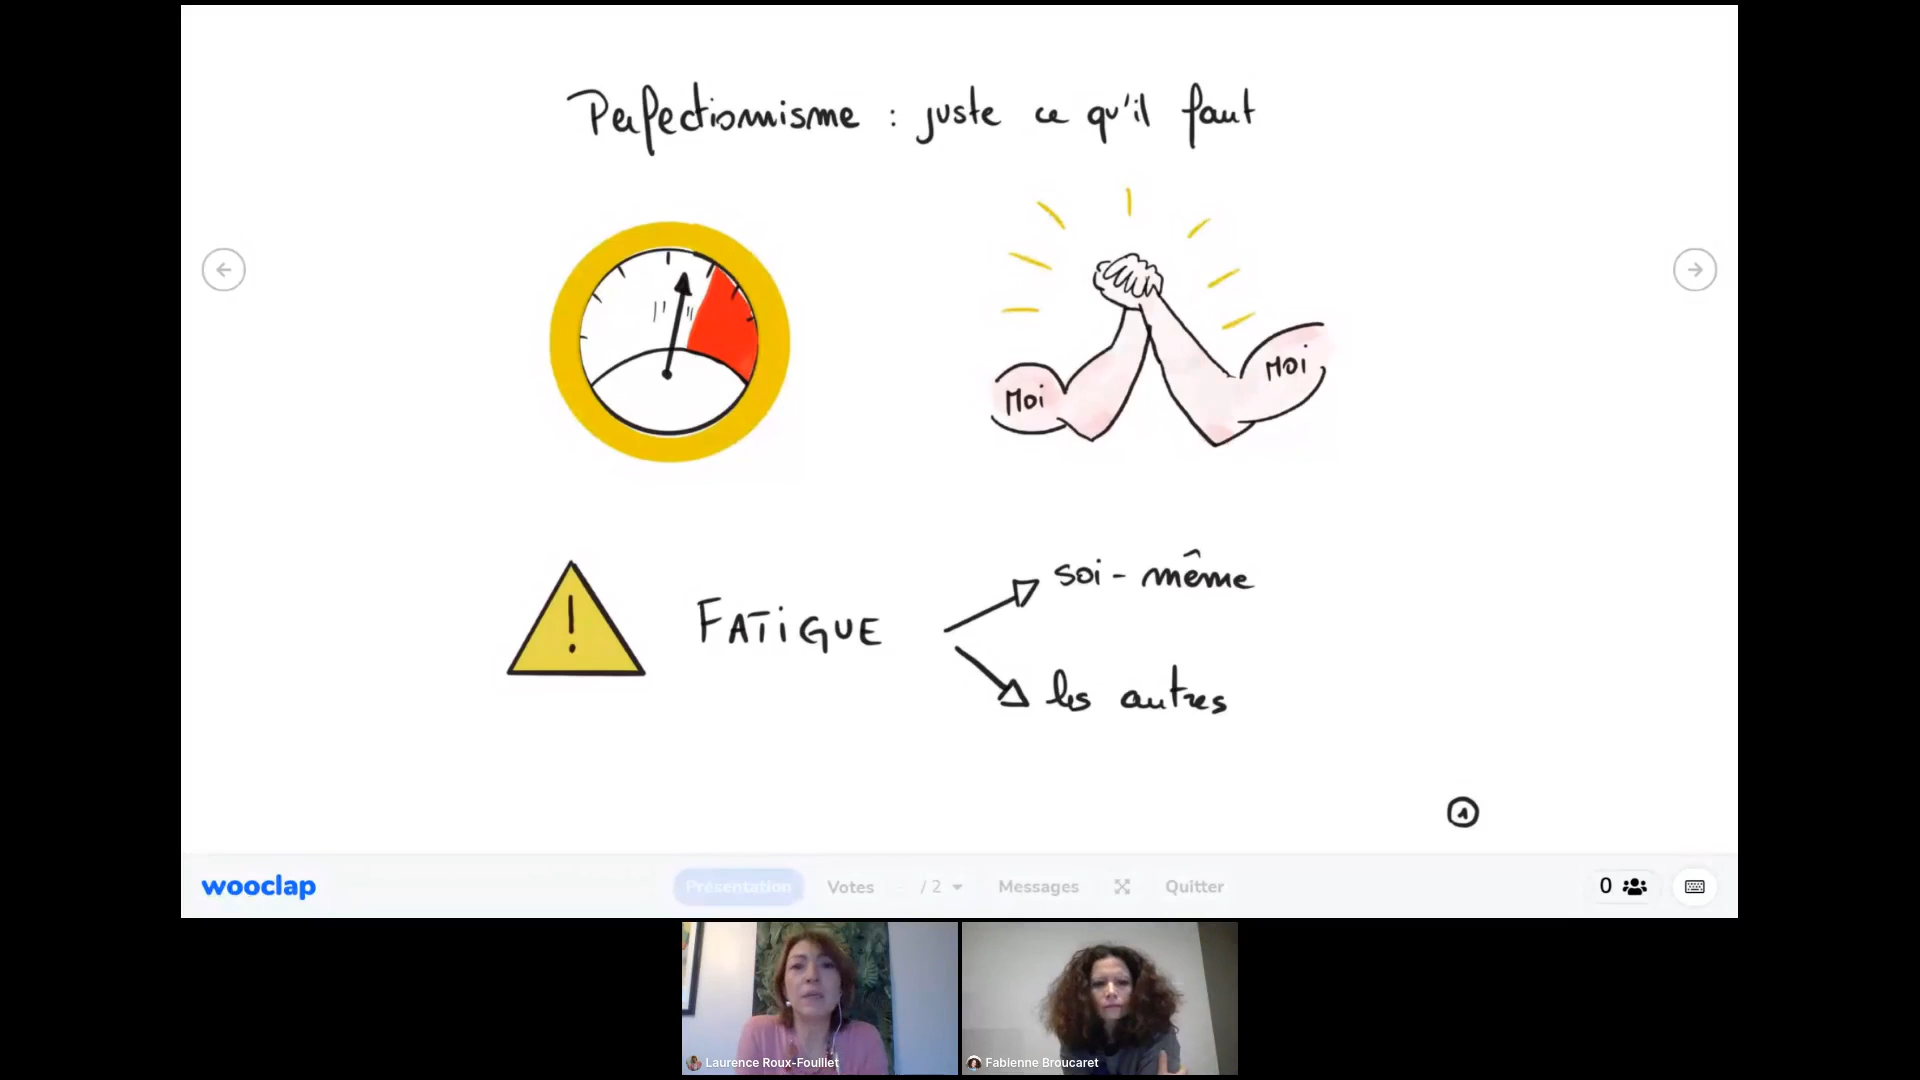 Perfectionnisme : juste ce qu'il faut
Moi
Moi
!
FATiGUE
soi-même
les autres
1
wooclap
Présentation
Votes
/ 2
Messages
Quitter
0
Laurence Roux-Fouillet
Fabienne Broucaret